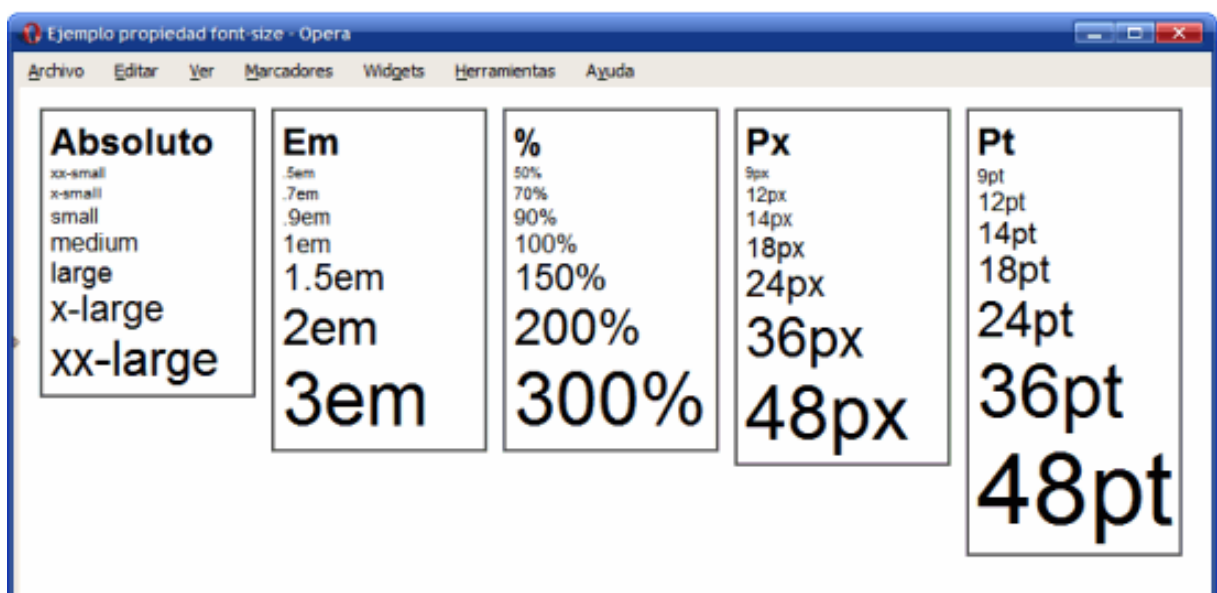 Ejemplo propiedad font-size - Opera
Archivo Editar Ver Marcadores Widgets Herramientas Ayuda
Absoluto
xx-small
x-small
small
medium
large
x-large
xx-large
Em
.5em
.7em
.9em
1em
1.5em
2em
3em
%
50%
70%
90%
100%
150%
200%
300%
Px
9px
12px
14px
18px
24px
36px
48px
Pt
9pt
12pt
14pt
18pt
24pt
36pt
48pt